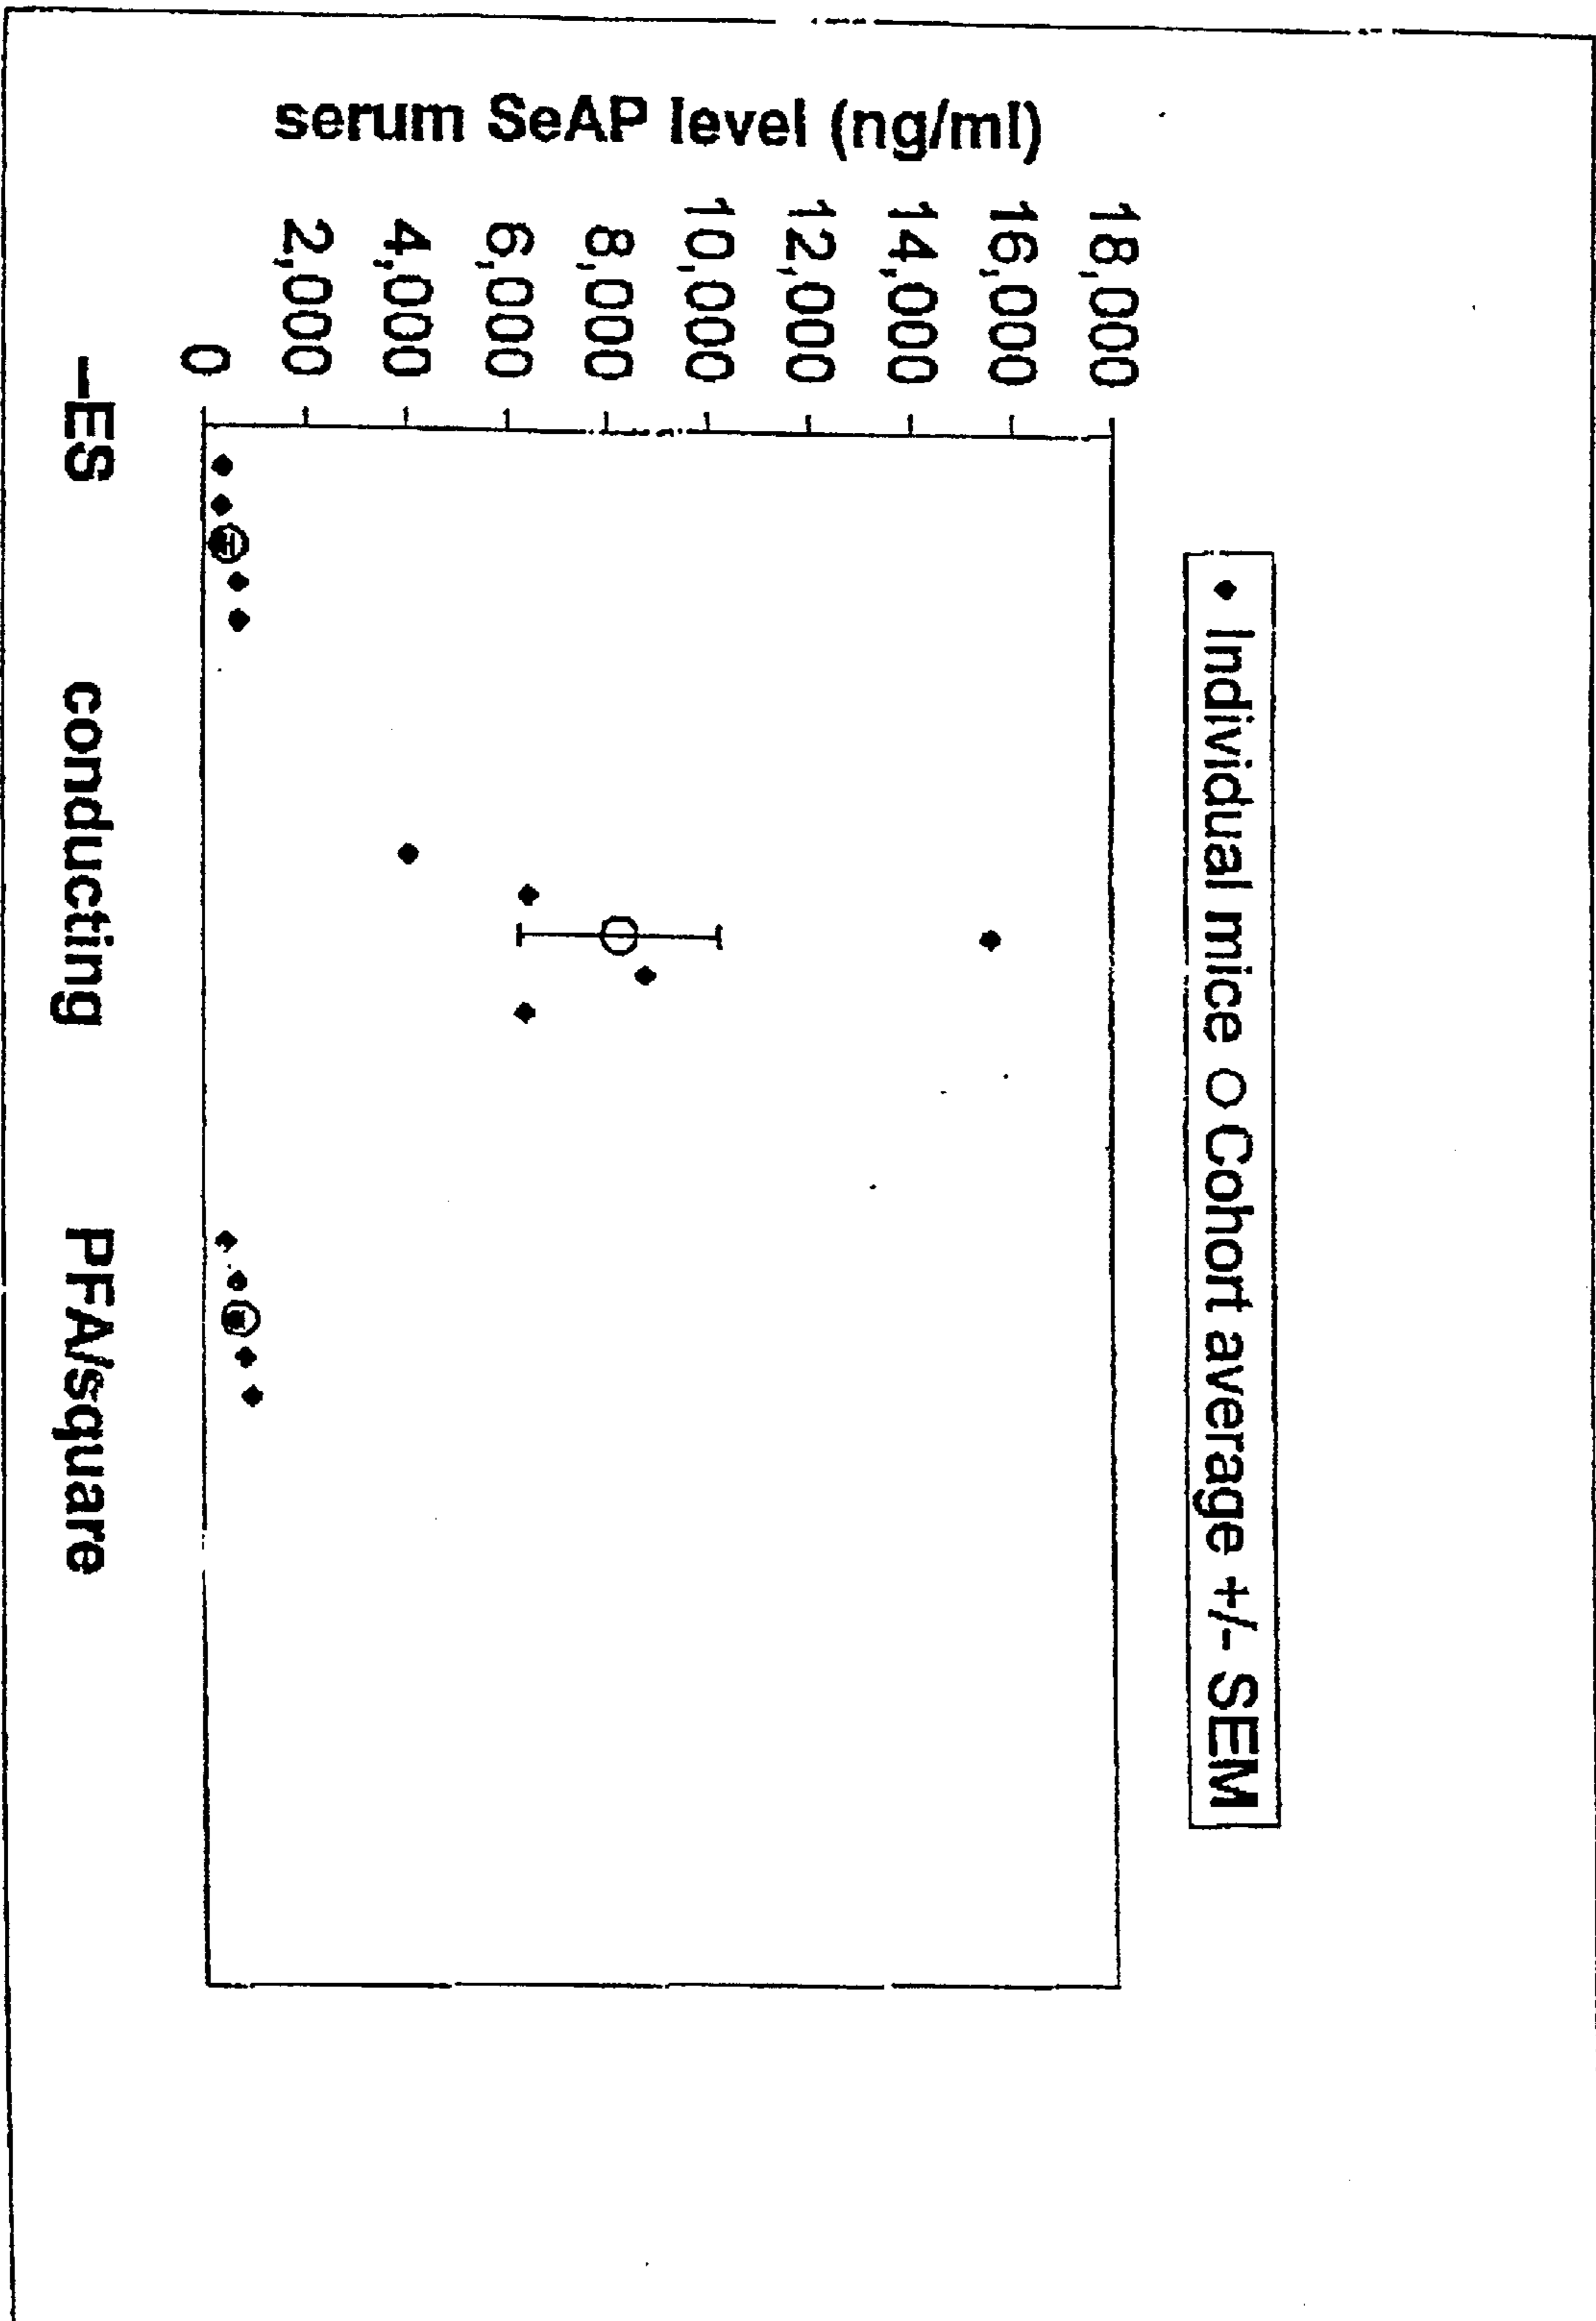 ◆ Individual mice ○ Cohort average +/- SEM
serum SeAP level (ng/ml)
18,000
16,000
14,000
12,000
10,000
8,000
6,000
4,000
2,000
0
–ES
conducting
PFA/square